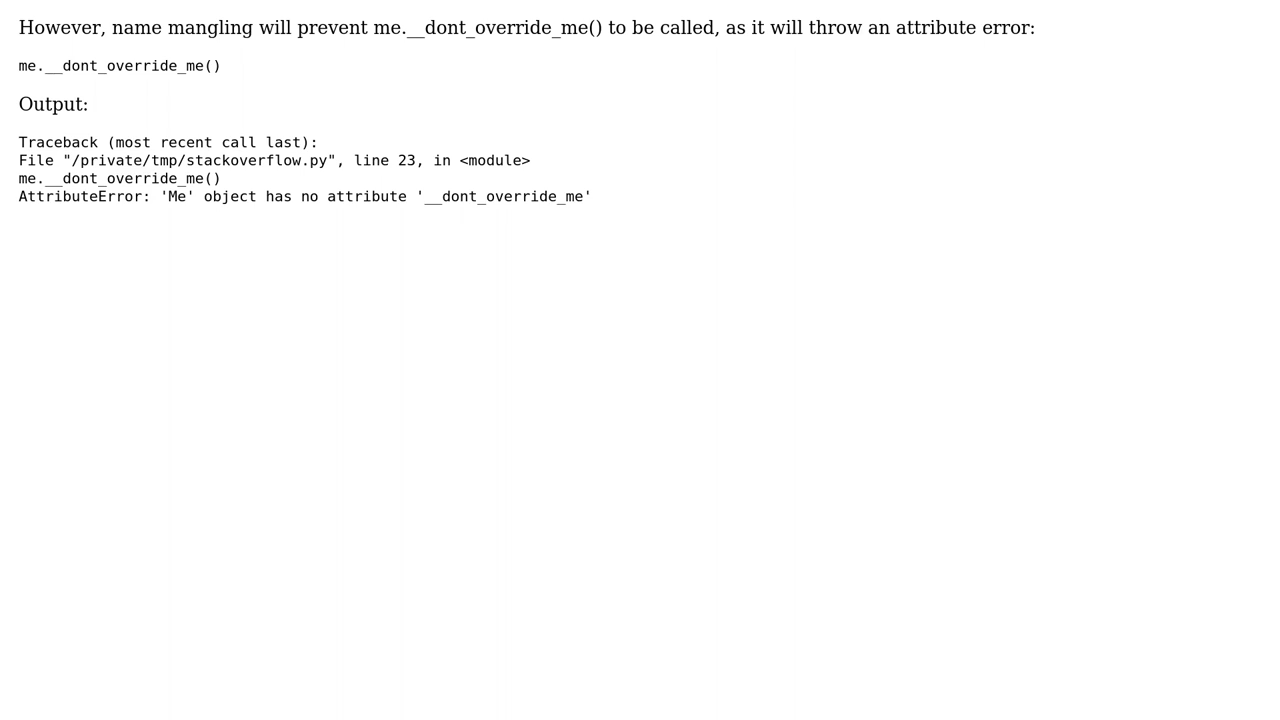 However, name mangling will prevent me.__dont_override_me() to be called, as it will throw an attribute error:
me.__dont_override_me()
Output:
Traceback (most recent call last):
File "/private/tmp/stackoverflow.py", line 23, in <module>
me.__dont_override_me()
AttributeError: 'Me' object has no attribute '__dont_override_me'